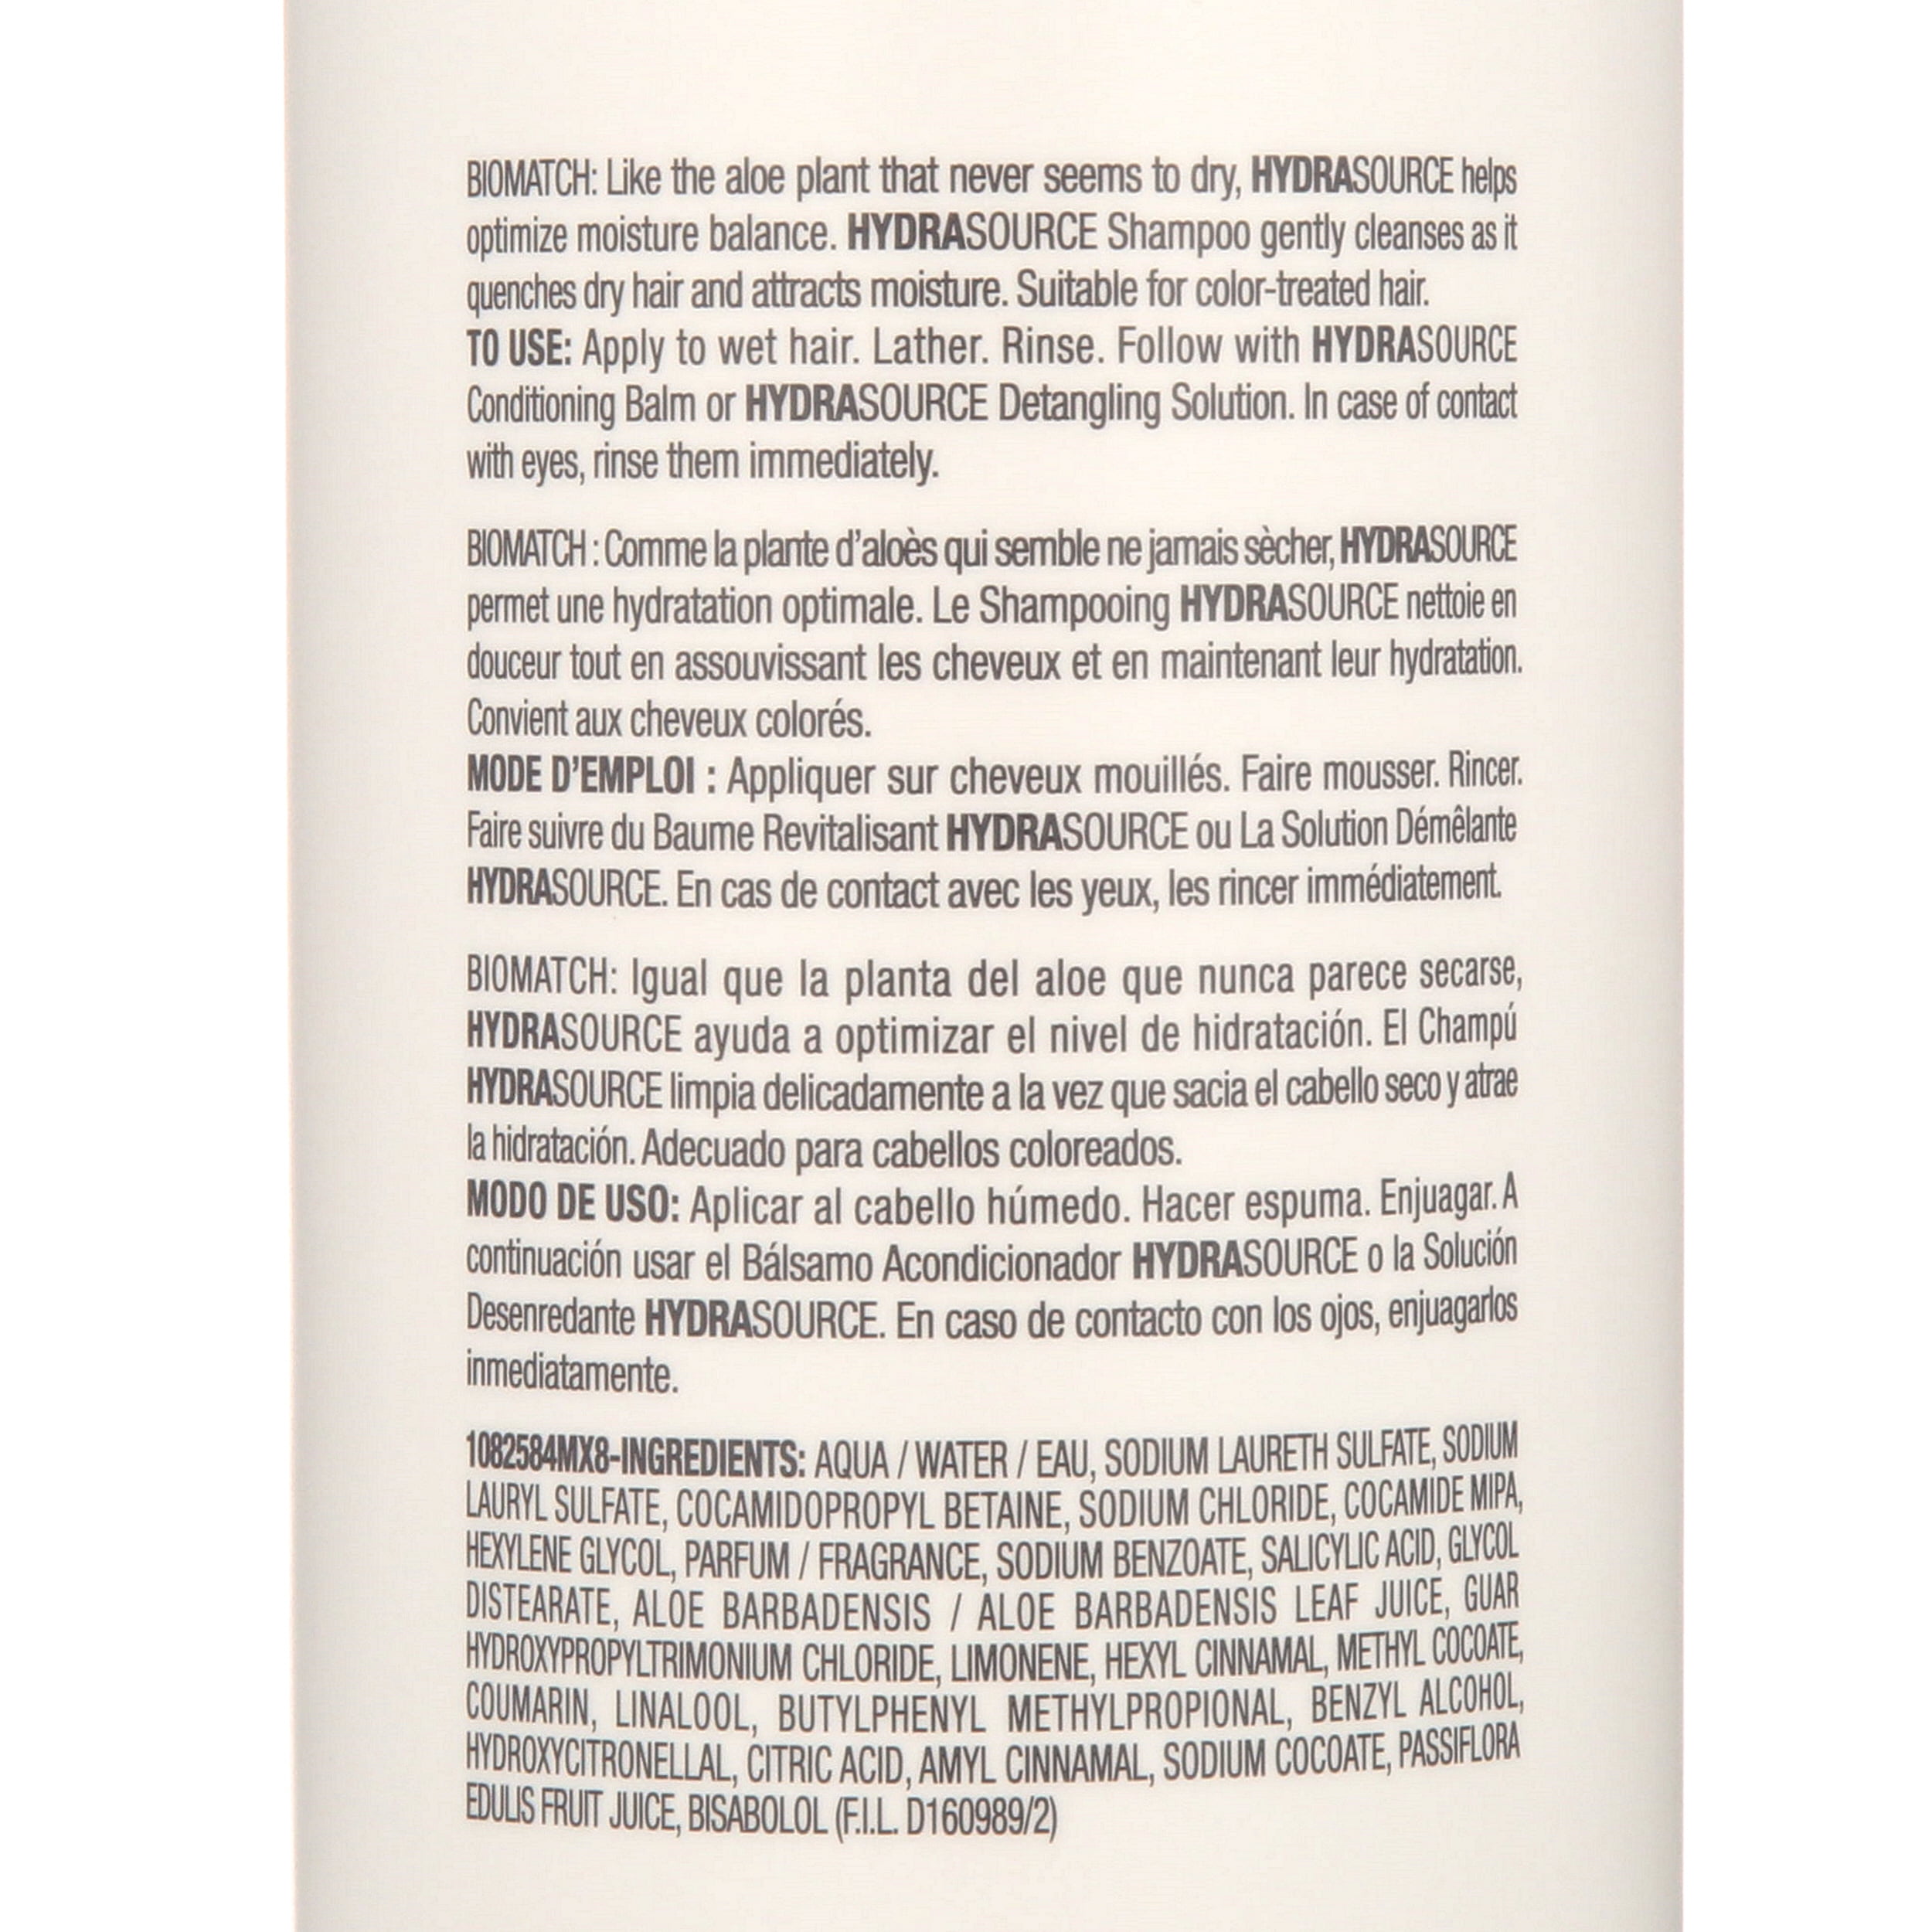 BIOMATCH: Like the aloe plant that never seems to dry, HYDRASOURCE helps
optimize moisture balance. HYDRASOURCE Shampoo gently cleanses as it
quenches dry hair and attracts moisture. Suitable for color-treated hair.
TO USE: Apply to wet hair. Lather. Rinse. Follow with HYDRASOURCE
Conditioning Balm or HYDRASOURCE Detangling Solution. In case of contact
with eyes, rinse them immediately.
BIOMATCH : Comme la plante d'aloès qui semble ne jamais sècher, HYDRASOURCE
permet une hydratation optimale. Le Shampooing HYDRASOURCE nettoie en
douceur tout en assouvissant les cheveux et en maintenant leur hydratation.
Convient aux cheveux colorés.
MODE D'EMPLOI : Appliquer sur cheveux mouillés. Faire mousser. Rincer.
Faire suivre du Baume Revitalisant HYDRASOURCE ou La Solution Démêlante
HYDRASOURCE. En cas de contact avec les yeux, les rincer immédiatement.
BIOMATCH: Igual que la planta del aloe que nunca parece secarse,
HYDRASOURCE ayuda a optimizar el nivel de hidratación. El Champú
HYDRASOURCE limpia delicadamente a la vez que sacia el cabello seco y atrae
la hidratación. Adecuado para cabellos coloreados.
MODO DE USO: Aplicar al cabello húmedo. Hacer espuma. Enjuagar. A
continuación usar el Bálsamo Acondicionador HYDRASOURCE o la Solución
Desenredante HYDRASOURCE. En caso de contacto con los ojos, enjuagarlos
inmediatamente.
1082584MX8-INGREDIENTS: AQUA / WATER / EAU, SODIUM LAURETH SULFATE, SODIUM
LAURYL SULFATE, COCAMIDOPROPYL BETAINE, SODIUM CHLORIDE, COCAMIDE MIPA,
HEXYLENE GLYCOL, PARFUM / FRAGRANCE, SODIUM BENZOATE, SALICYLIC ACID, GLYCOL
DISTEARATE, ALOE BARBADENSIS / ALOE BARBADENSIS LEAF JUICE, GUAR
HYDROXYPROPYLTRIMONIUM CHLORIDE, LIMONENE, HEXYL CINNAMAL, METHYL COCOATE,
COUMARIN, LINALOOL, BUTYLPHENYL METHYLPROPIONAL, BENZYL ALCOHOL,
HYDROXYCITRONELLAL, CITRIC ACID, AMYL CINNAMAL, SODIUM COCOATE, PASSIFLORA
EDULIS FRUIT JUICE, BISABOLOL (F.I.L. D160989/2)